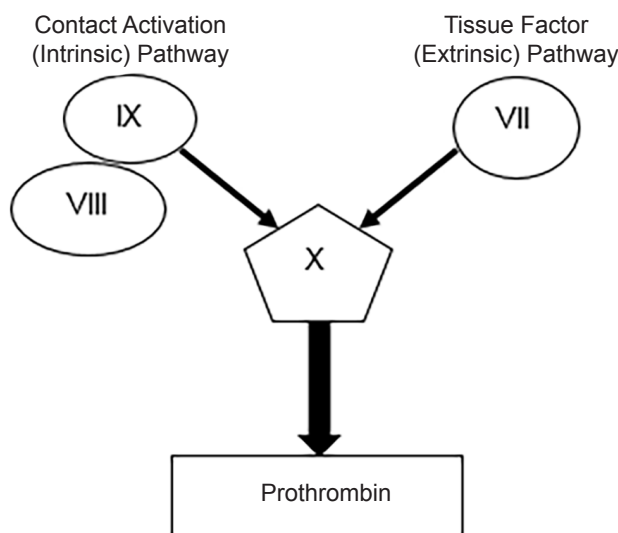 Contact Activation
(Intrinsic) Pathway
Tissue Factor
(Extrinsic) Pathway
IX
VII
VIII
X
Prothrombin